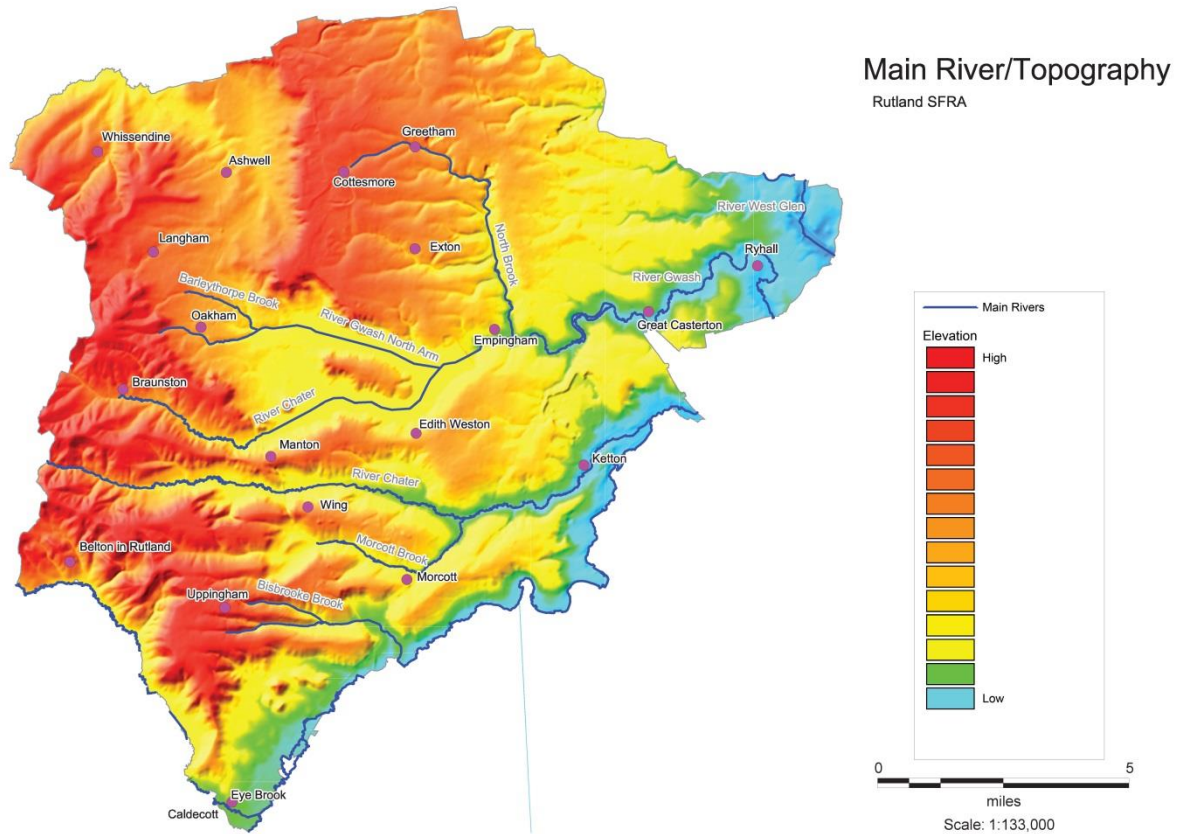 Main River/Topography
Rutland SFRA
Whissendine
Ashwell
Greetham
Cottesmore
River West Glen
Langham
Exton
North Brook
Ryhall
Barleythorpe Brook
River Gwash
Oakham
River Gwash North Arm
Empingham
Great Casterton
Braunston
River Chater
Edith Weston
Manton
Ketton
River Chater
Wing
Belton in Rutland
Morcott Brook
Morcott
Uppingham
Bisbrooke Brook
Eye Brook
Caldecott
Main Rivers
Elevation
High
Low
0 5
miles
Scale: 1:133,000